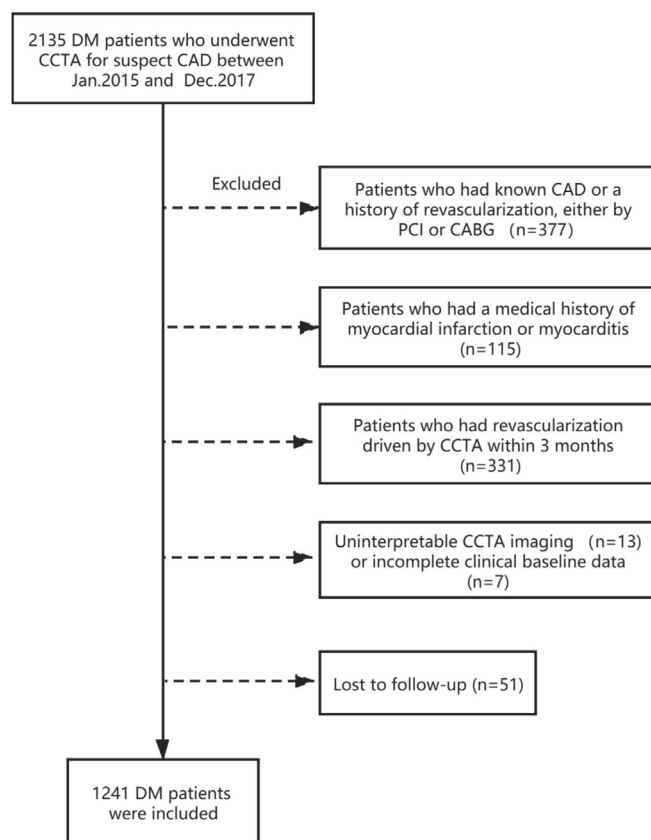 2135 DM patients who underwent
CCTA for suspect CAD between
Jan.2015 and Dec.2017
Excluded
Patients who had known CAD or a
history of revascularization, either by
PCI or CABG (n=377)
Patients who had a medical history of
myocardial infarction or myocarditis
(n=115)
Patients who had revascularization
driven by CCTA within 3 months
(n=331)
Uninterpretable CCTA imaging (n=13)
or incomplete clinical baseline data
(n=7)
Lost to follow-up (n=51)
1241 DM patients
were included